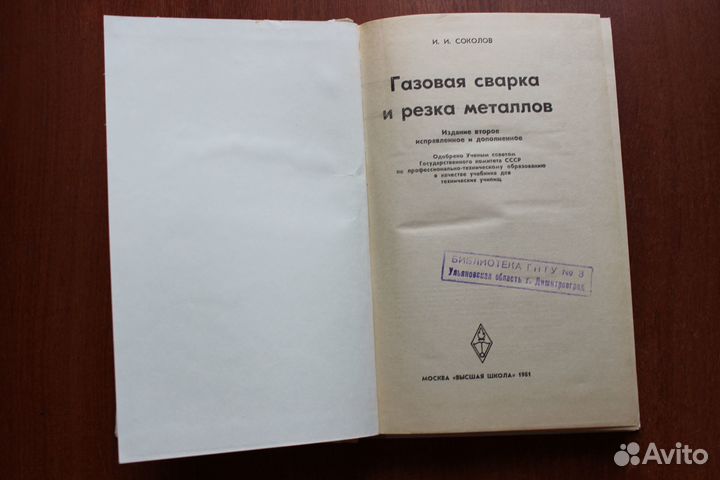 И. И. СОКОЛОВ
Газовая сварка
и резка металлов
Издание второе
исправленное и дополненное
Одобрено Ученым советом
Государственного комитета СССР
по профессионально-техническому образованию
в качестве учебника для
технических училищ
БИБЛИОТЕКА ГПТУ № 3
Ульяновская область г. Димитровград
МОСКВА «ВЫСШАЯ ШКОЛА» 1981
Avito